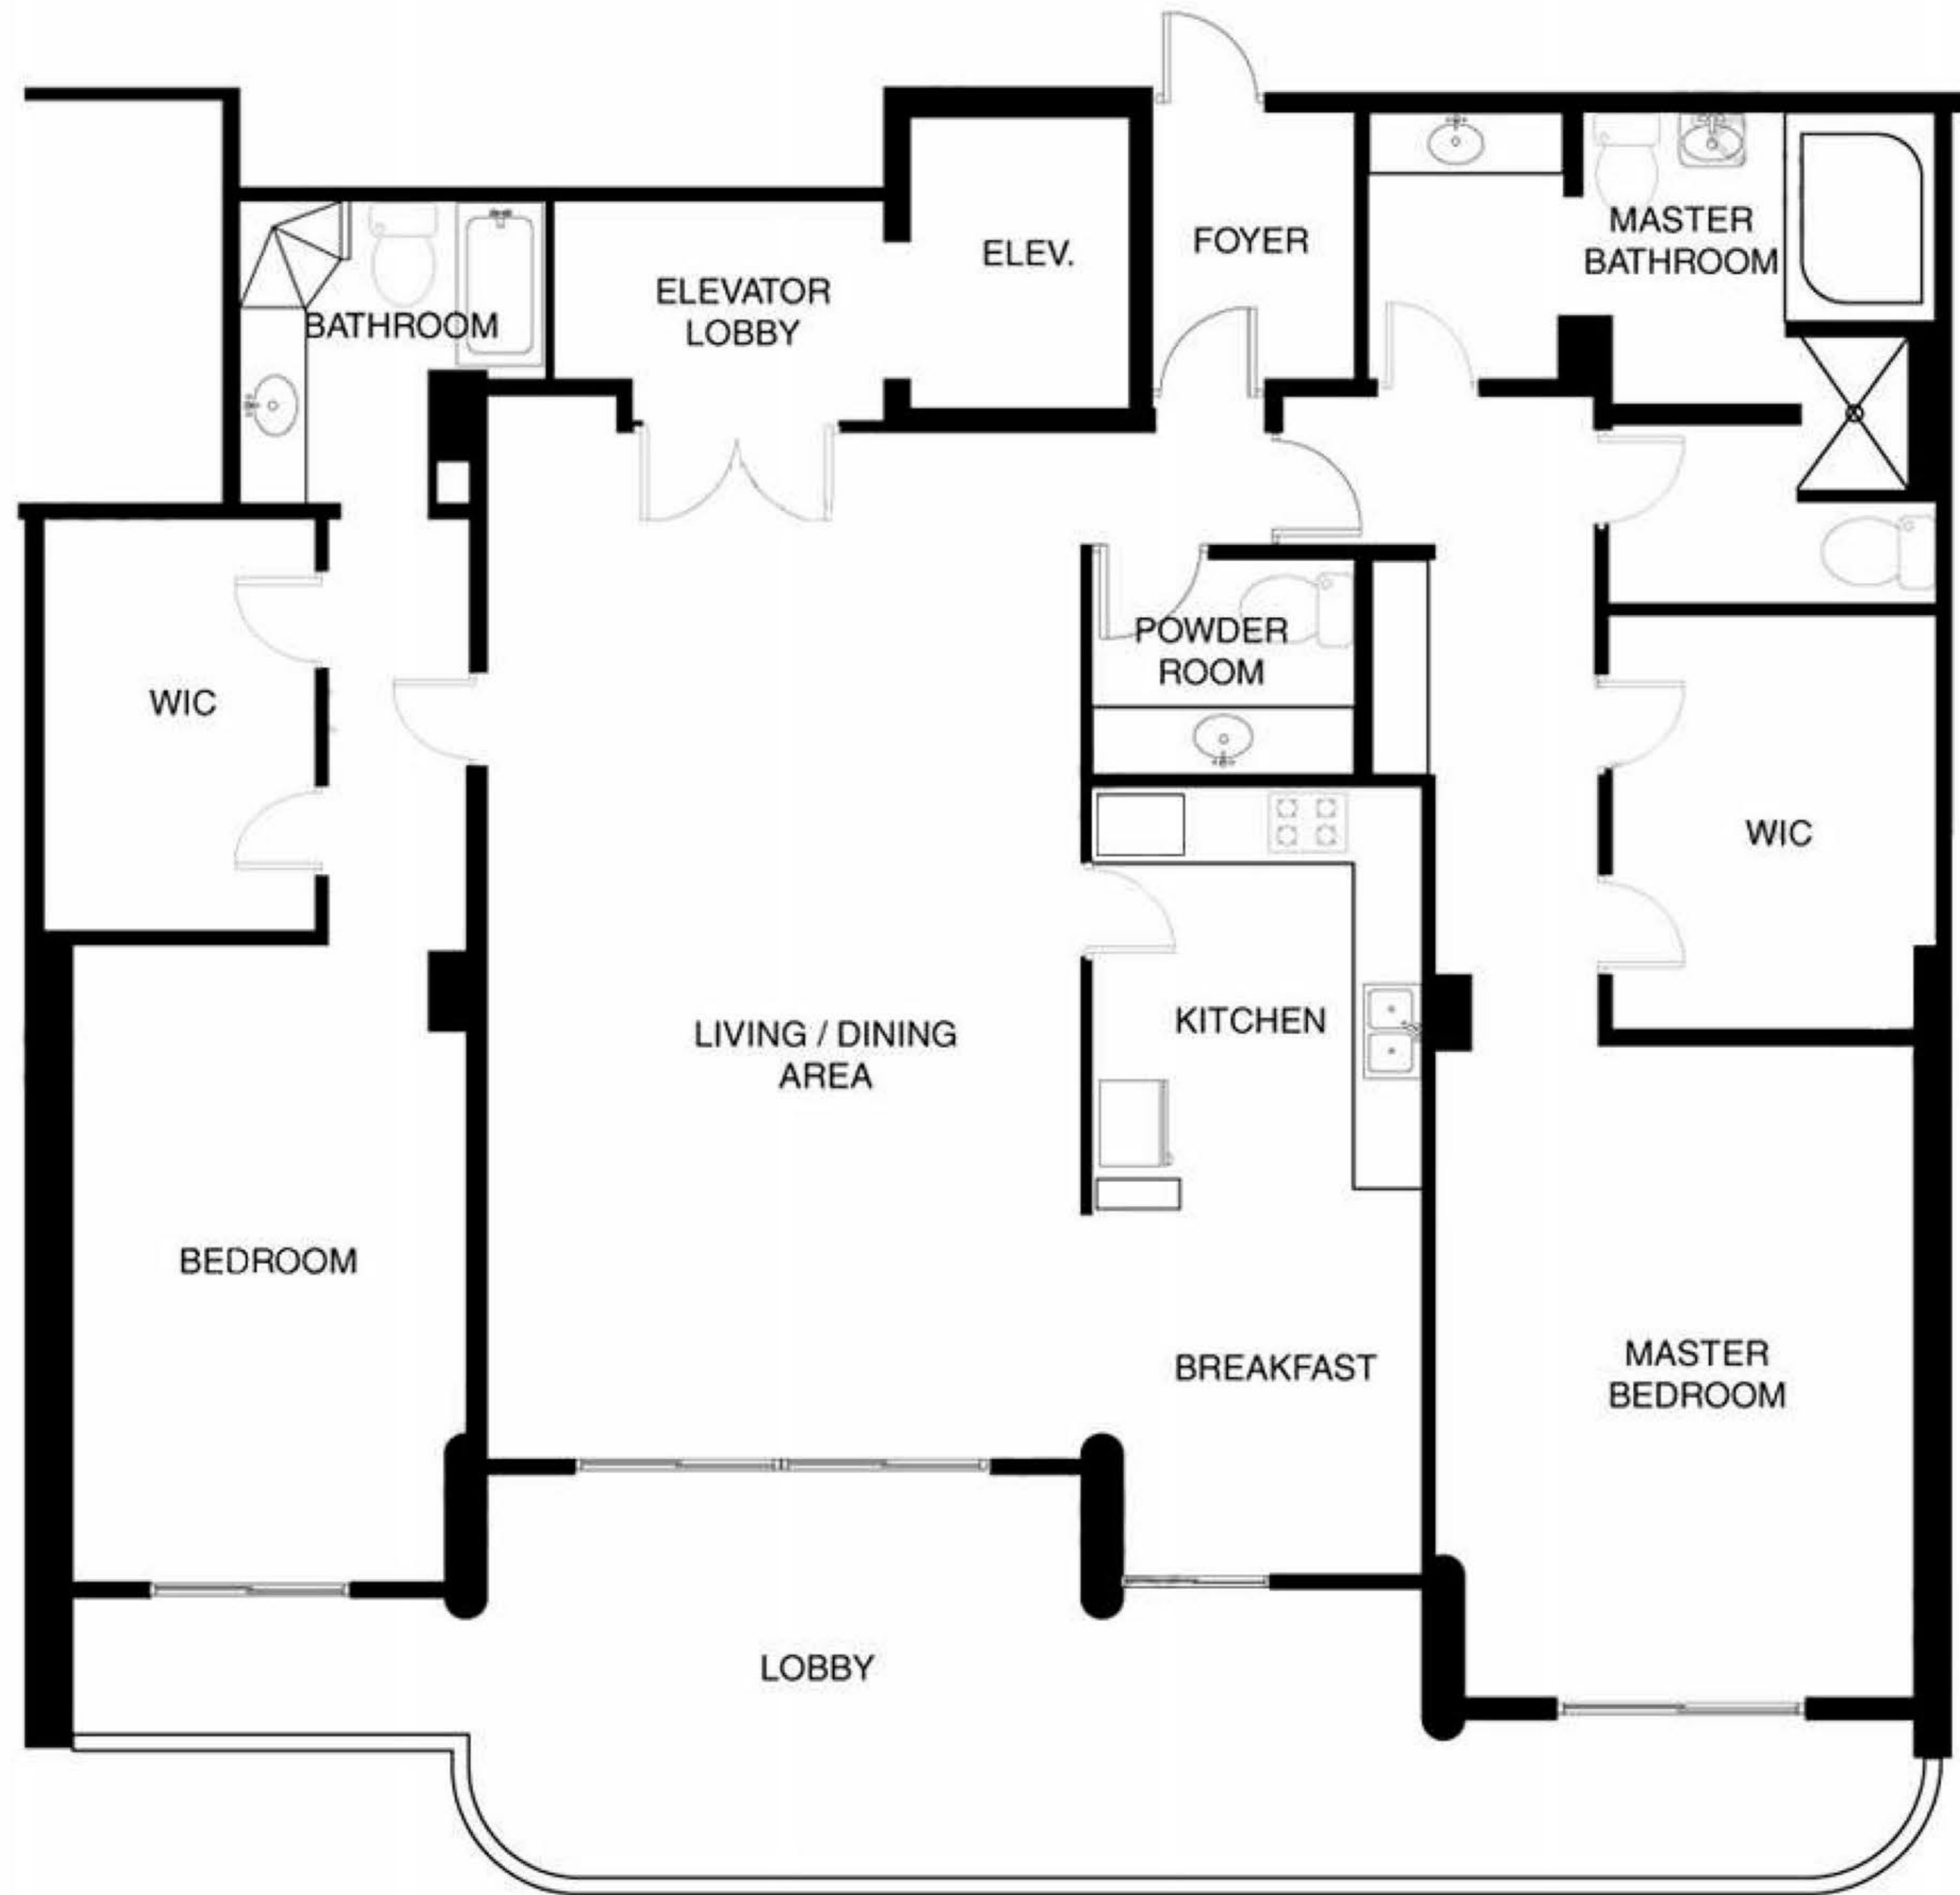 MASTER
BATHROOM
FOYER
ELEV.
ELEVATOR
LOBBY
BATHROOM
POWDER
ROOM
WIC
WIC
LIVING / DINING
AREA
KITCHEN
BEDROOM
BREAKFAST
MASTER
BEDROOM
LOBBY